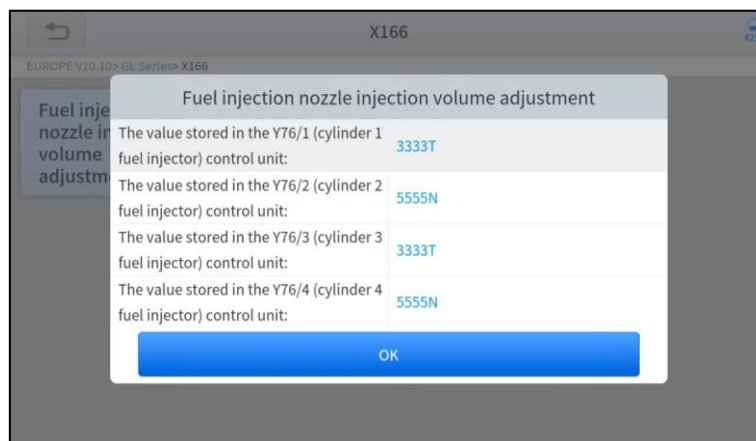 X166
EUROPE V10.10> GL Series> X166
Fuel inje
nozzle in
volume
adjustm
Fuel injection nozzle injection volume adjustment
The value stored in the Y76/1 (cylinder 1
fuel injector) control unit:
3333T
The value stored in the Y76/2 (cylinder 2
fuel injector) control unit:
5555N
The value stored in the Y76/3 (cylinder 3
fuel injector) control unit:
3333T
The value stored in the Y76/4 (cylinder 4
fuel injector) control unit:
5555N
OK